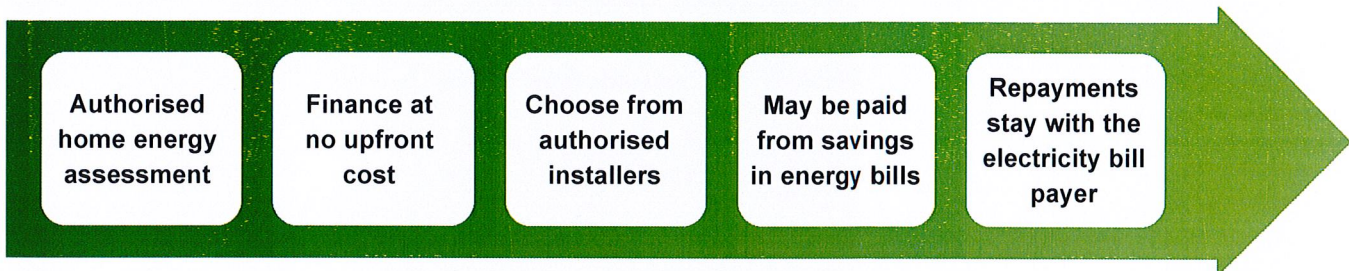 Authorised
home energy
assessment
Finance at
no upfront
cost
Choose from
authorised
installers
May be paid
from savings
in energy bills
Repayments
stay with the
electricity bill
payer